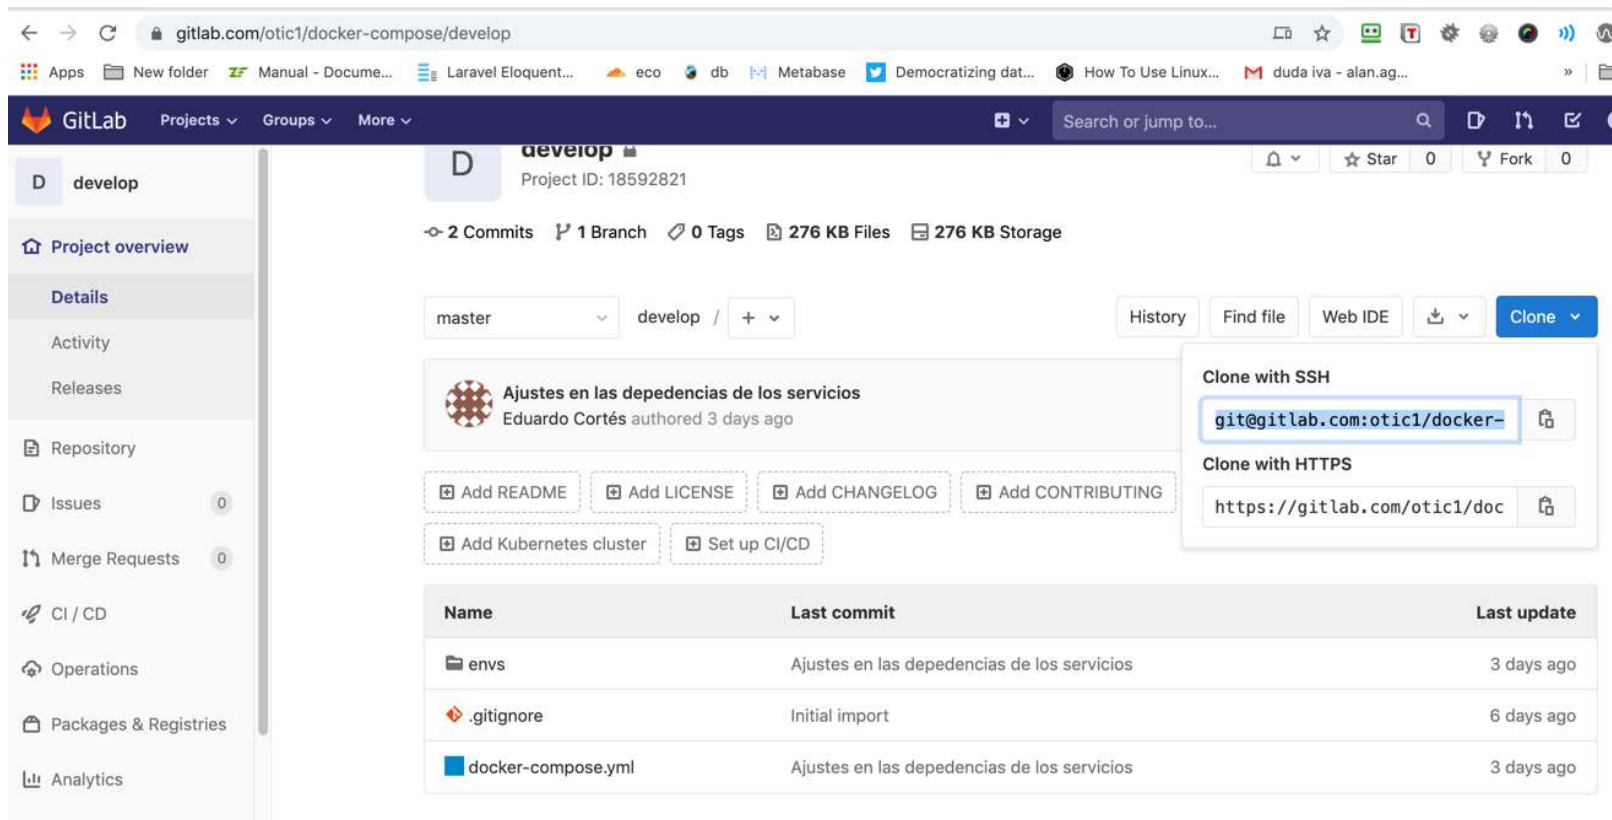 gitlab.com/otic1/docker-compose/develop
Apps New folder ZF Manual - Docume... Laravel Eloquent... eco db Metabase Democratizing dat... How To Use Linux... duda iva - alan.ag... »
GitLab Projects Groups More Search or jump to...
D develop
D develop
Project ID: 18592821
Star 0 Fork 0
2 Commits 1 Branch 0 Tags 276 KB Files 276 KB Storage
Project overview
Details
Activity
Releases
Repository
Issues 0
Merge Requests 0
CI / CD
Operations
Packages & Registries
Analytics
master develop / + History Find file Web IDE Clone
Clone with SSH
git@gitlab.com:otic1/docker-
Clone with HTTPS
https://gitlab.com/otic1/doc
Ajustes en las depedencias de los servicios
Eduardo Cortés authored 3 days ago
Add README Add LICENSE Add CHANGELOG Add CONTRIBUTING
Add Kubernetes cluster Set up CI/CD
Name Last commit Last update
envs Ajustes en las depedencias de los servicios 3 days ago
.gitignore Initial import 6 days ago
docker-compose.yml Ajustes en las depedencias de los servicios 3 days ago